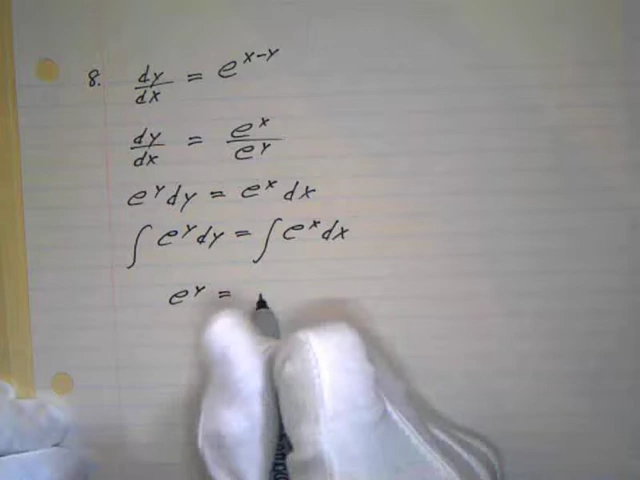 8. dy/dx = e^{x-y}
dy/dx = e^x/e^y
e^y dy = e^x dx
∫ e^y dy = ∫ e^x dx
e^y =